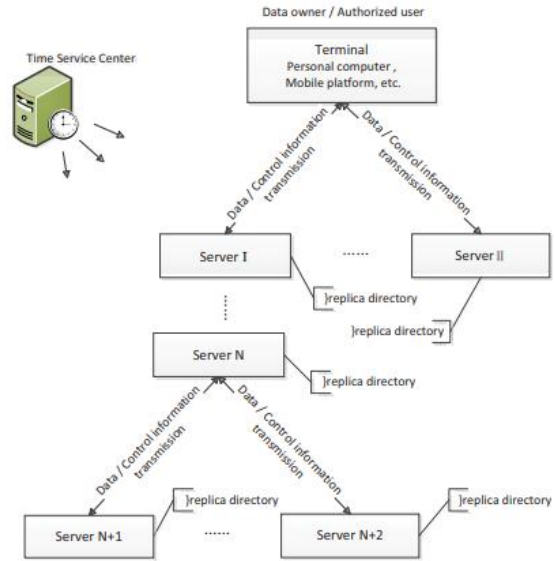 Data owner / Authorized user
Time Service Center
Terminal
Personal computer ,
Mobile platform, etc.
Data / Control information
transmission
Data / Control information
transmission
Server I
......
Server II
}replica directory
}replica directory
......
Server N
}replica directory
Data / Control information
transmission
Data / Control information
transmission
}replica directory
}replica directory
Server N+1
......
Server N+2